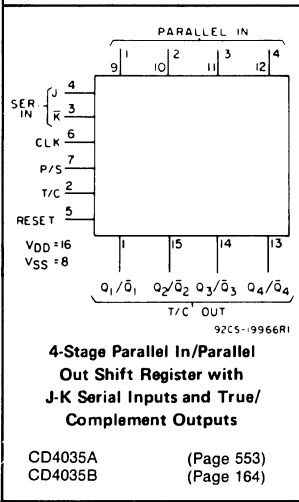 PARALLEL IN
1 2 3 4
9 10 11 12
SER. IN
J 4
K̅ 3
CLK 6
P/S 7
T/C 2
RESET 5
VDD =16
VSS =8
1 15 14 13
Q1/Q̅1 Q2/Q̅2 Q3/Q̅3 Q4/Q̅4
T/C OUT
92CS-19966R1
4-Stage Parallel In/Parallel
Out Shift Register with
J-K Serial Inputs and True/
Complement Outputs
CD4035A (Page 553)
CD4035B (Page 164)